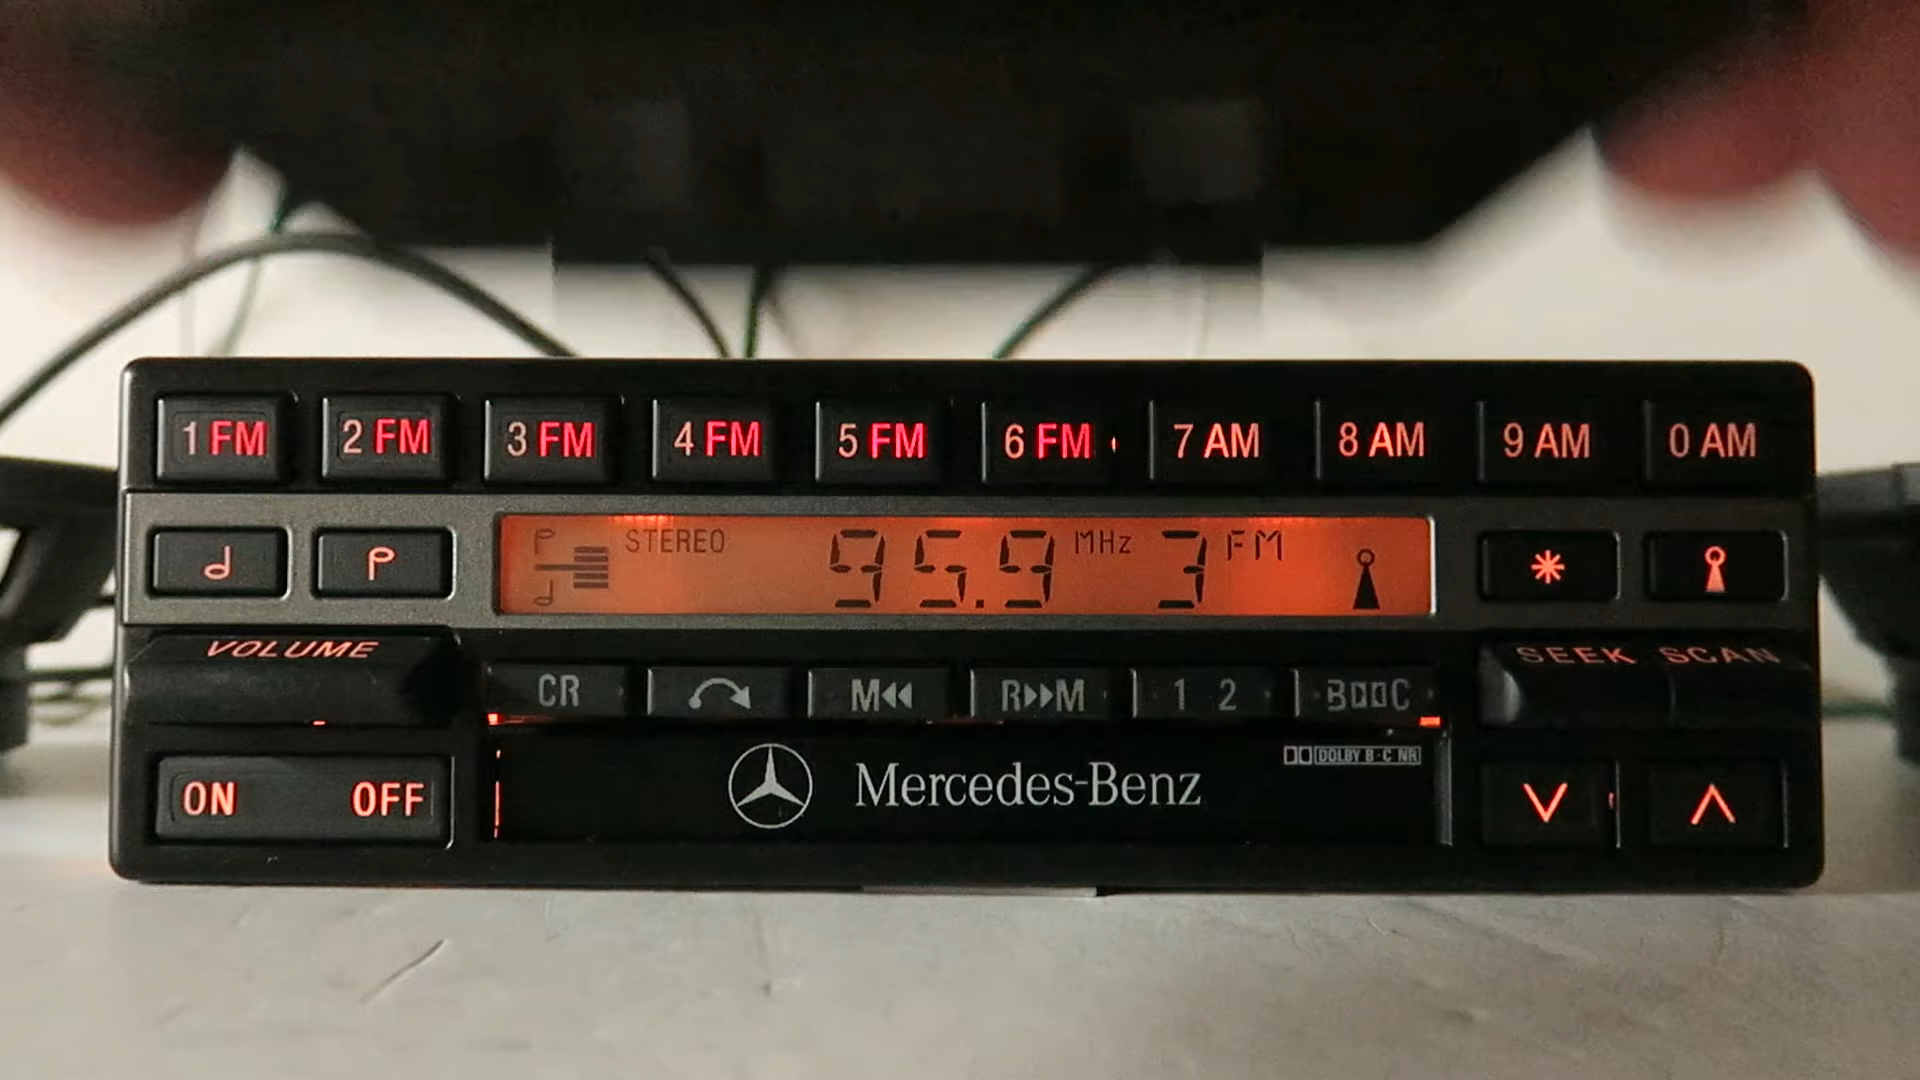 1 FM 2 FM 3 FM 4 FM 5 FM 6 FM 7 AM 8 AM 9 AM 0 AM
STEREO 95.9 MHz 3 FM
VOLUME SEEK SCAN
CR M◀◀ R▶▶M 1 2 B▯▯C
DOLBY B·C NR
Mercedes-Benz
ON OFF